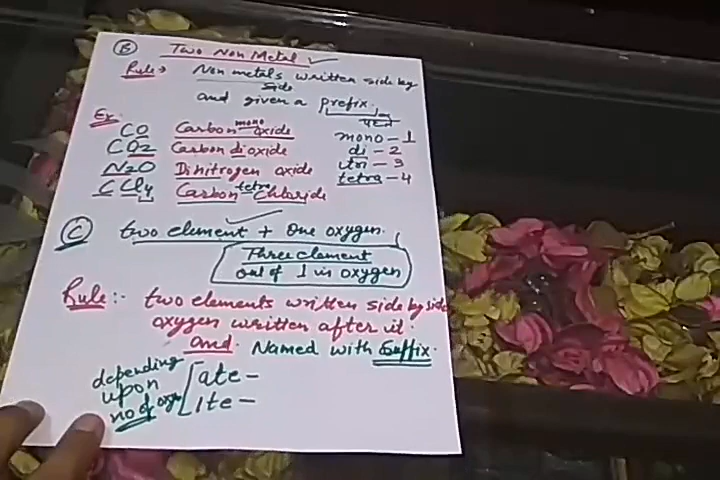 B Two Non Metal
Rule → Non metals written side by
side
and given a prefix.
पहले
Ex
CO Carbon mono oxide mono - 1
CO2 Carbon dioxide di - 2
N2O Dinitrogen oxide tri - 3
CCl4 Carbon tetra Chloride tetra - 4
C two element + One oxygen.
Three element
out of 1 is oxygen
Rule :- two elements written side by side
oxygen written after it.
and Named with Suffix.
depending
upon
no of oxygen
ate -
ite -